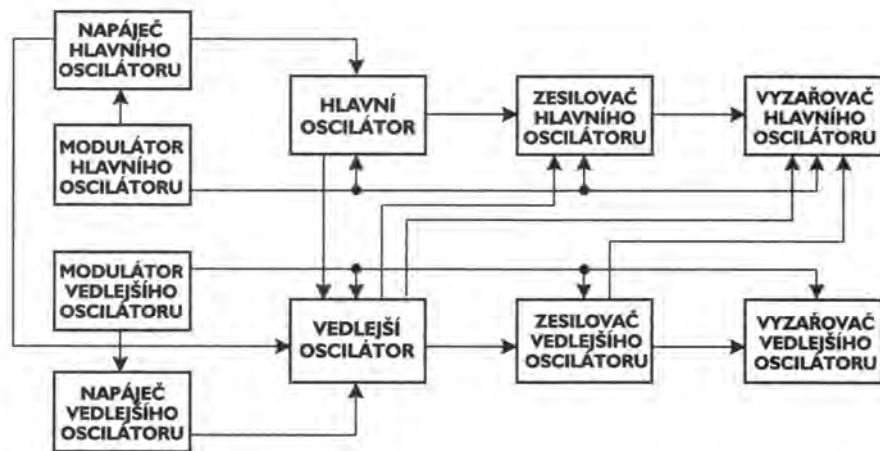 NAPÁJEČ
HLAVNÍHO
OSCILÁTORU
HLAVNÍ
OSCILÁTOR
ZESILOVAČ
HLAVNÍHO
OSCILÁTORU
VYZAŘOVAČ
HLAVNÍHO
OSCILÁTORU
MODULÁTOR
HLAVNÍHO
OSCILÁTORU
MODULÁTOR
VEDLEJŠÍHO
OSCILÁTORU
VEDLEJŠÍ
OSCILÁTOR
ZESILOVAČ
VEDLEJŠÍHO
OSCILÁTORU
VYZAŘOVAČ
VEDLEJŠÍHO
OSCILÁTORU
NAPÁJEČ
VEDLEJŠÍHO
OSCILÁTORU